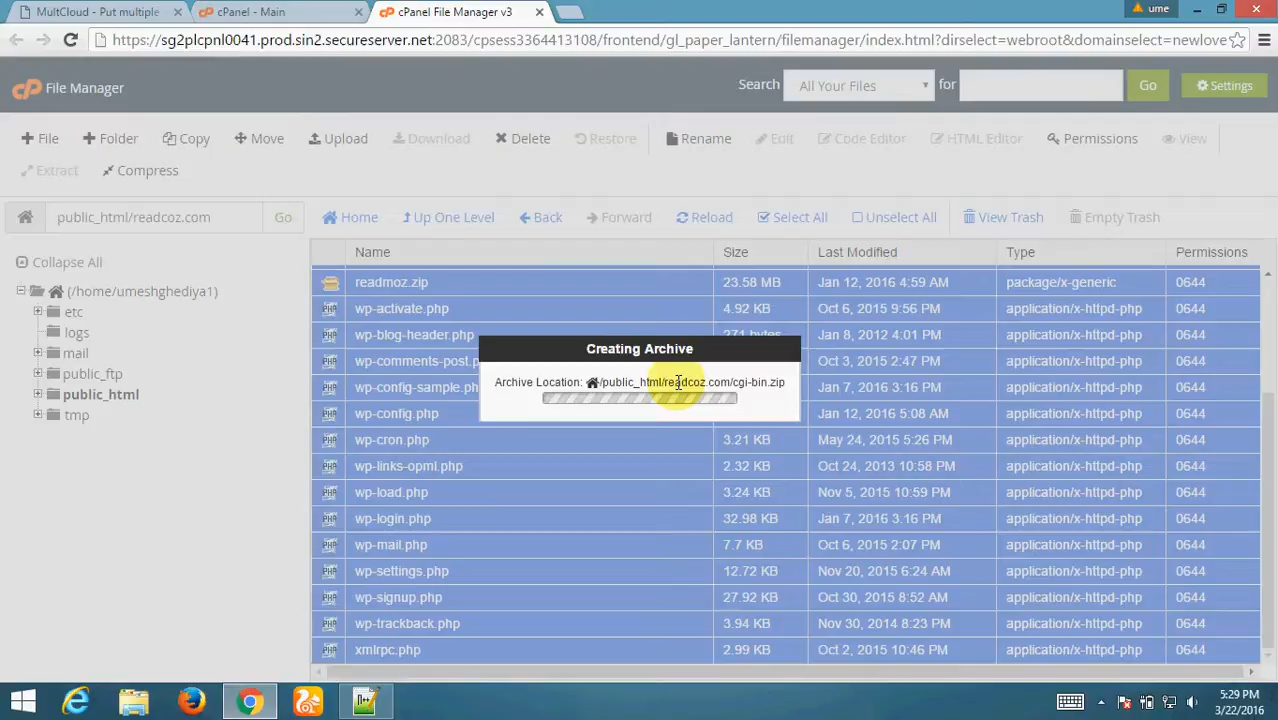 MultCloud - Put multiple
cPanel - Main
cPanel File Manager v3
ume
https://sg2plcpnl0041.prod.sin2.secureserver.net:2083/cpsess3364413108/frontend/gl_paper_lantern/filemanager/index.html?dirselect=webroot&domainselect=newlove
cP File Manager
Search All Your Files for Go Settings
File Folder Copy Move Upload Download Delete Restore Rename Edit Code Editor HTML Editor Permissions View
Extract Compress
public_html/readcoz.com Go
Home Up One Level Back Forward Reload Select All Unselect All View Trash Empty Trash
Collapse All
(/home/umeshghediya1)
etc
logs
mail
public_ftp
public_html
tmp
Name Size Last Modified Type Permissions
readmoz.zip 23.58 MB Jan 12, 2016 4:59 AM package/x-generic 0644
wp-activate.php 4.92 KB Oct 6, 2015 9:56 PM application/x-httpd-php 0644
wp-blog-header.php 271 bytes Jan 8, 2012 4:01 PM application/x-httpd-php 0644
wp-comments-post.p Oct 3, 2015 2:47 PM application/x-httpd-php 0644
wp-config-sample.ph Jan 7, 2016 3:16 PM application/x-httpd-php 0644
wp-config.php Jan 12, 2016 5:08 AM application/x-httpd-php 0644
wp-cron.php 3.21 KB May 24, 2015 5:26 PM application/x-httpd-php 0644
wp-links-opml.php 2.32 KB Oct 24, 2013 10:58 PM application/x-httpd-php 0644
wp-load.php 3.24 KB Nov 5, 2015 10:59 PM application/x-httpd-php 0644
wp-login.php 32.98 KB Jan 7, 2016 3:16 PM application/x-httpd-php 0644
wp-mail.php 7.7 KB Oct 6, 2015 2:07 PM application/x-httpd-php 0644
wp-settings.php 12.72 KB Nov 20, 2015 6:24 AM application/x-httpd-php 0644
wp-signup.php 27.92 KB Oct 30, 2015 8:52 AM application/x-httpd-php 0644
wp-trackback.php 3.94 KB Nov 30, 2014 8:23 PM application/x-httpd-php 0644
xmlrpc.php 2.99 KB Oct 2, 2015 10:46 PM application/x-httpd-php 0644
Creating Archive
Archive Location: /public_html/readcoz.com/cgi-bin.zip
5:29 PM
3/22/2016